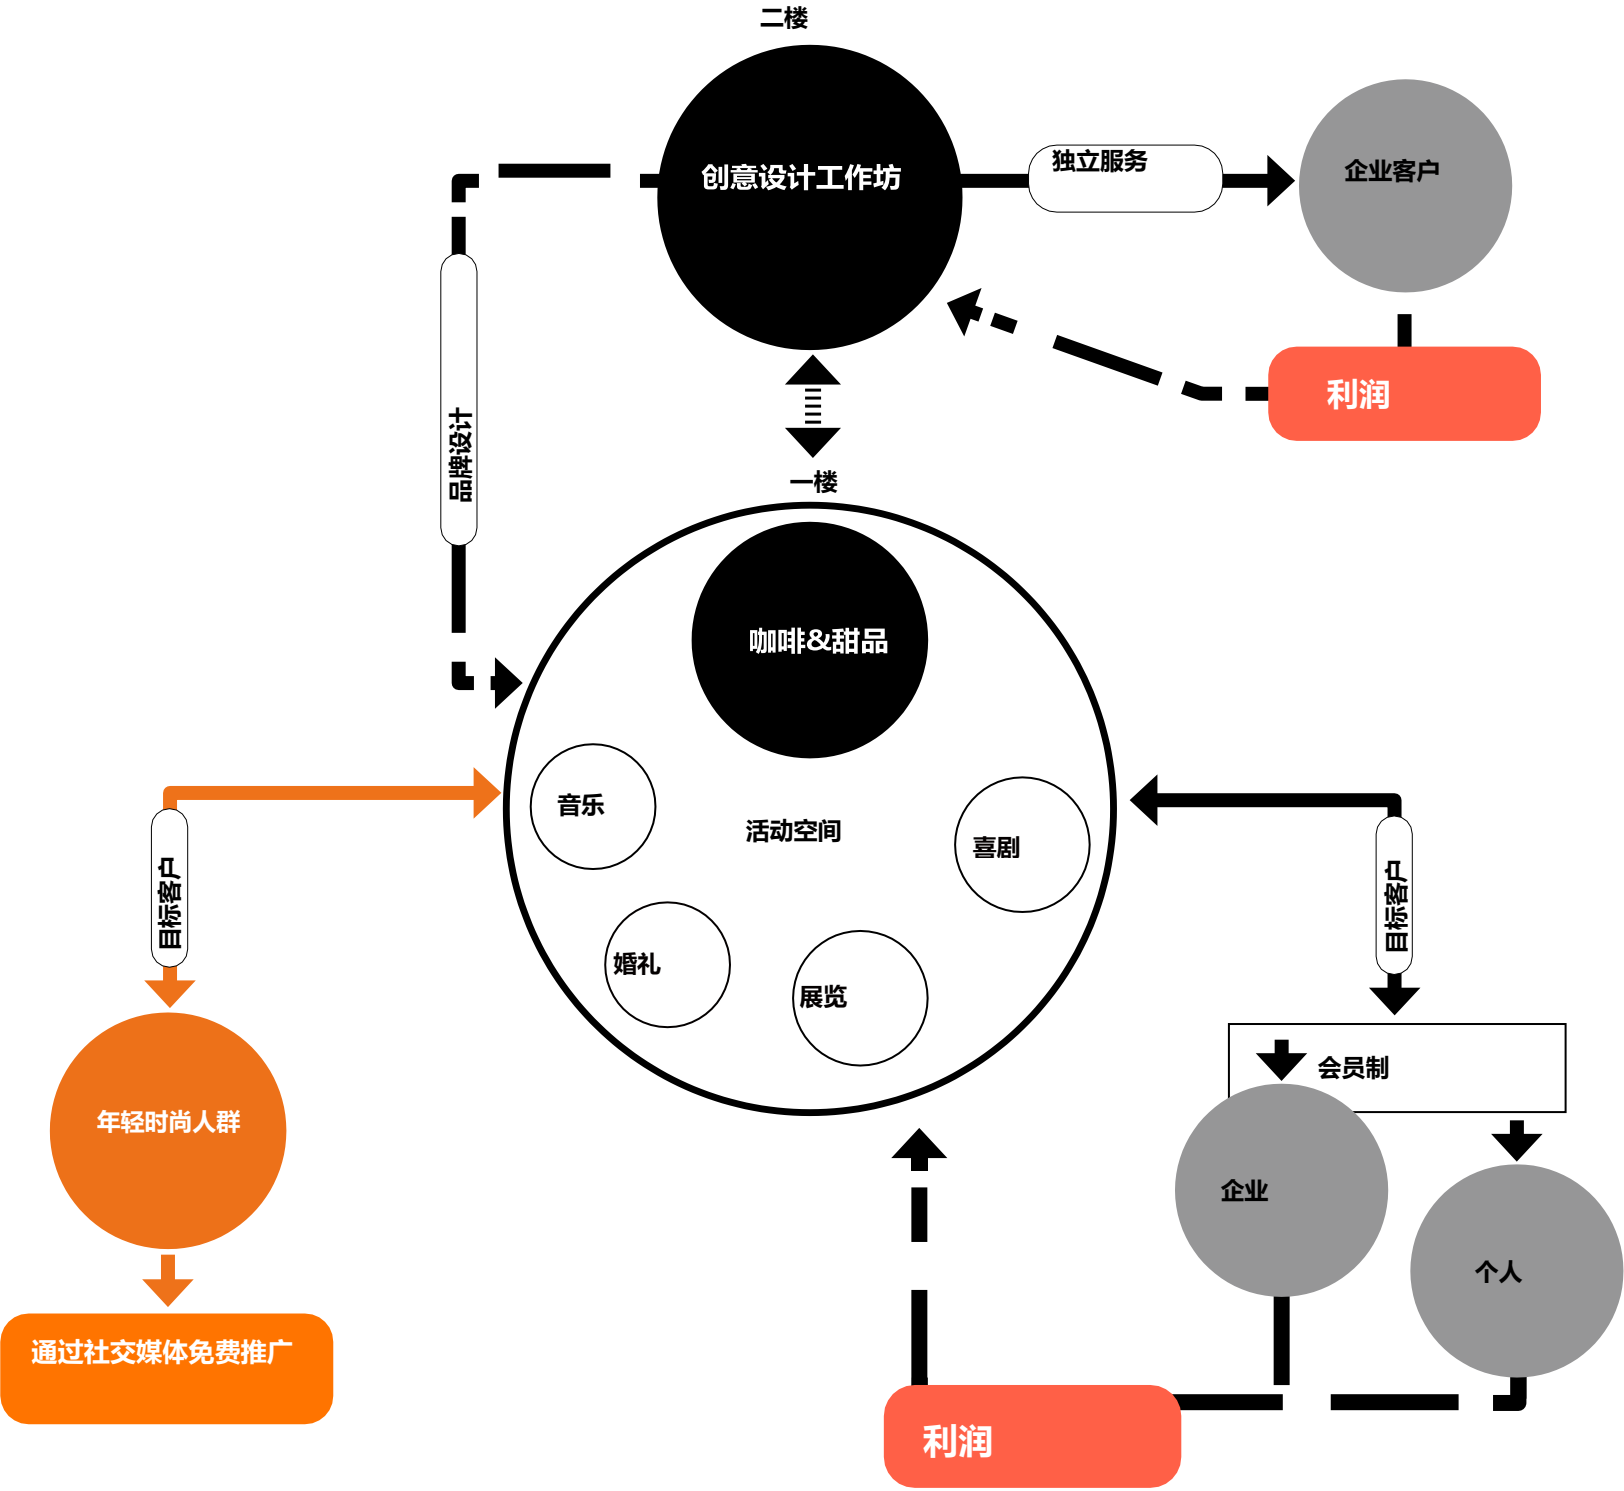 二楼
创意设计工作坊
独立服务
企业客户
利润
品牌设计
一楼
咖啡&甜品
音乐
活动空间
喜剧
婚礼
展览
目标客户
目标客户
会员制
年轻时尚人群
企业
个人
通过社交媒体免费推广
利润